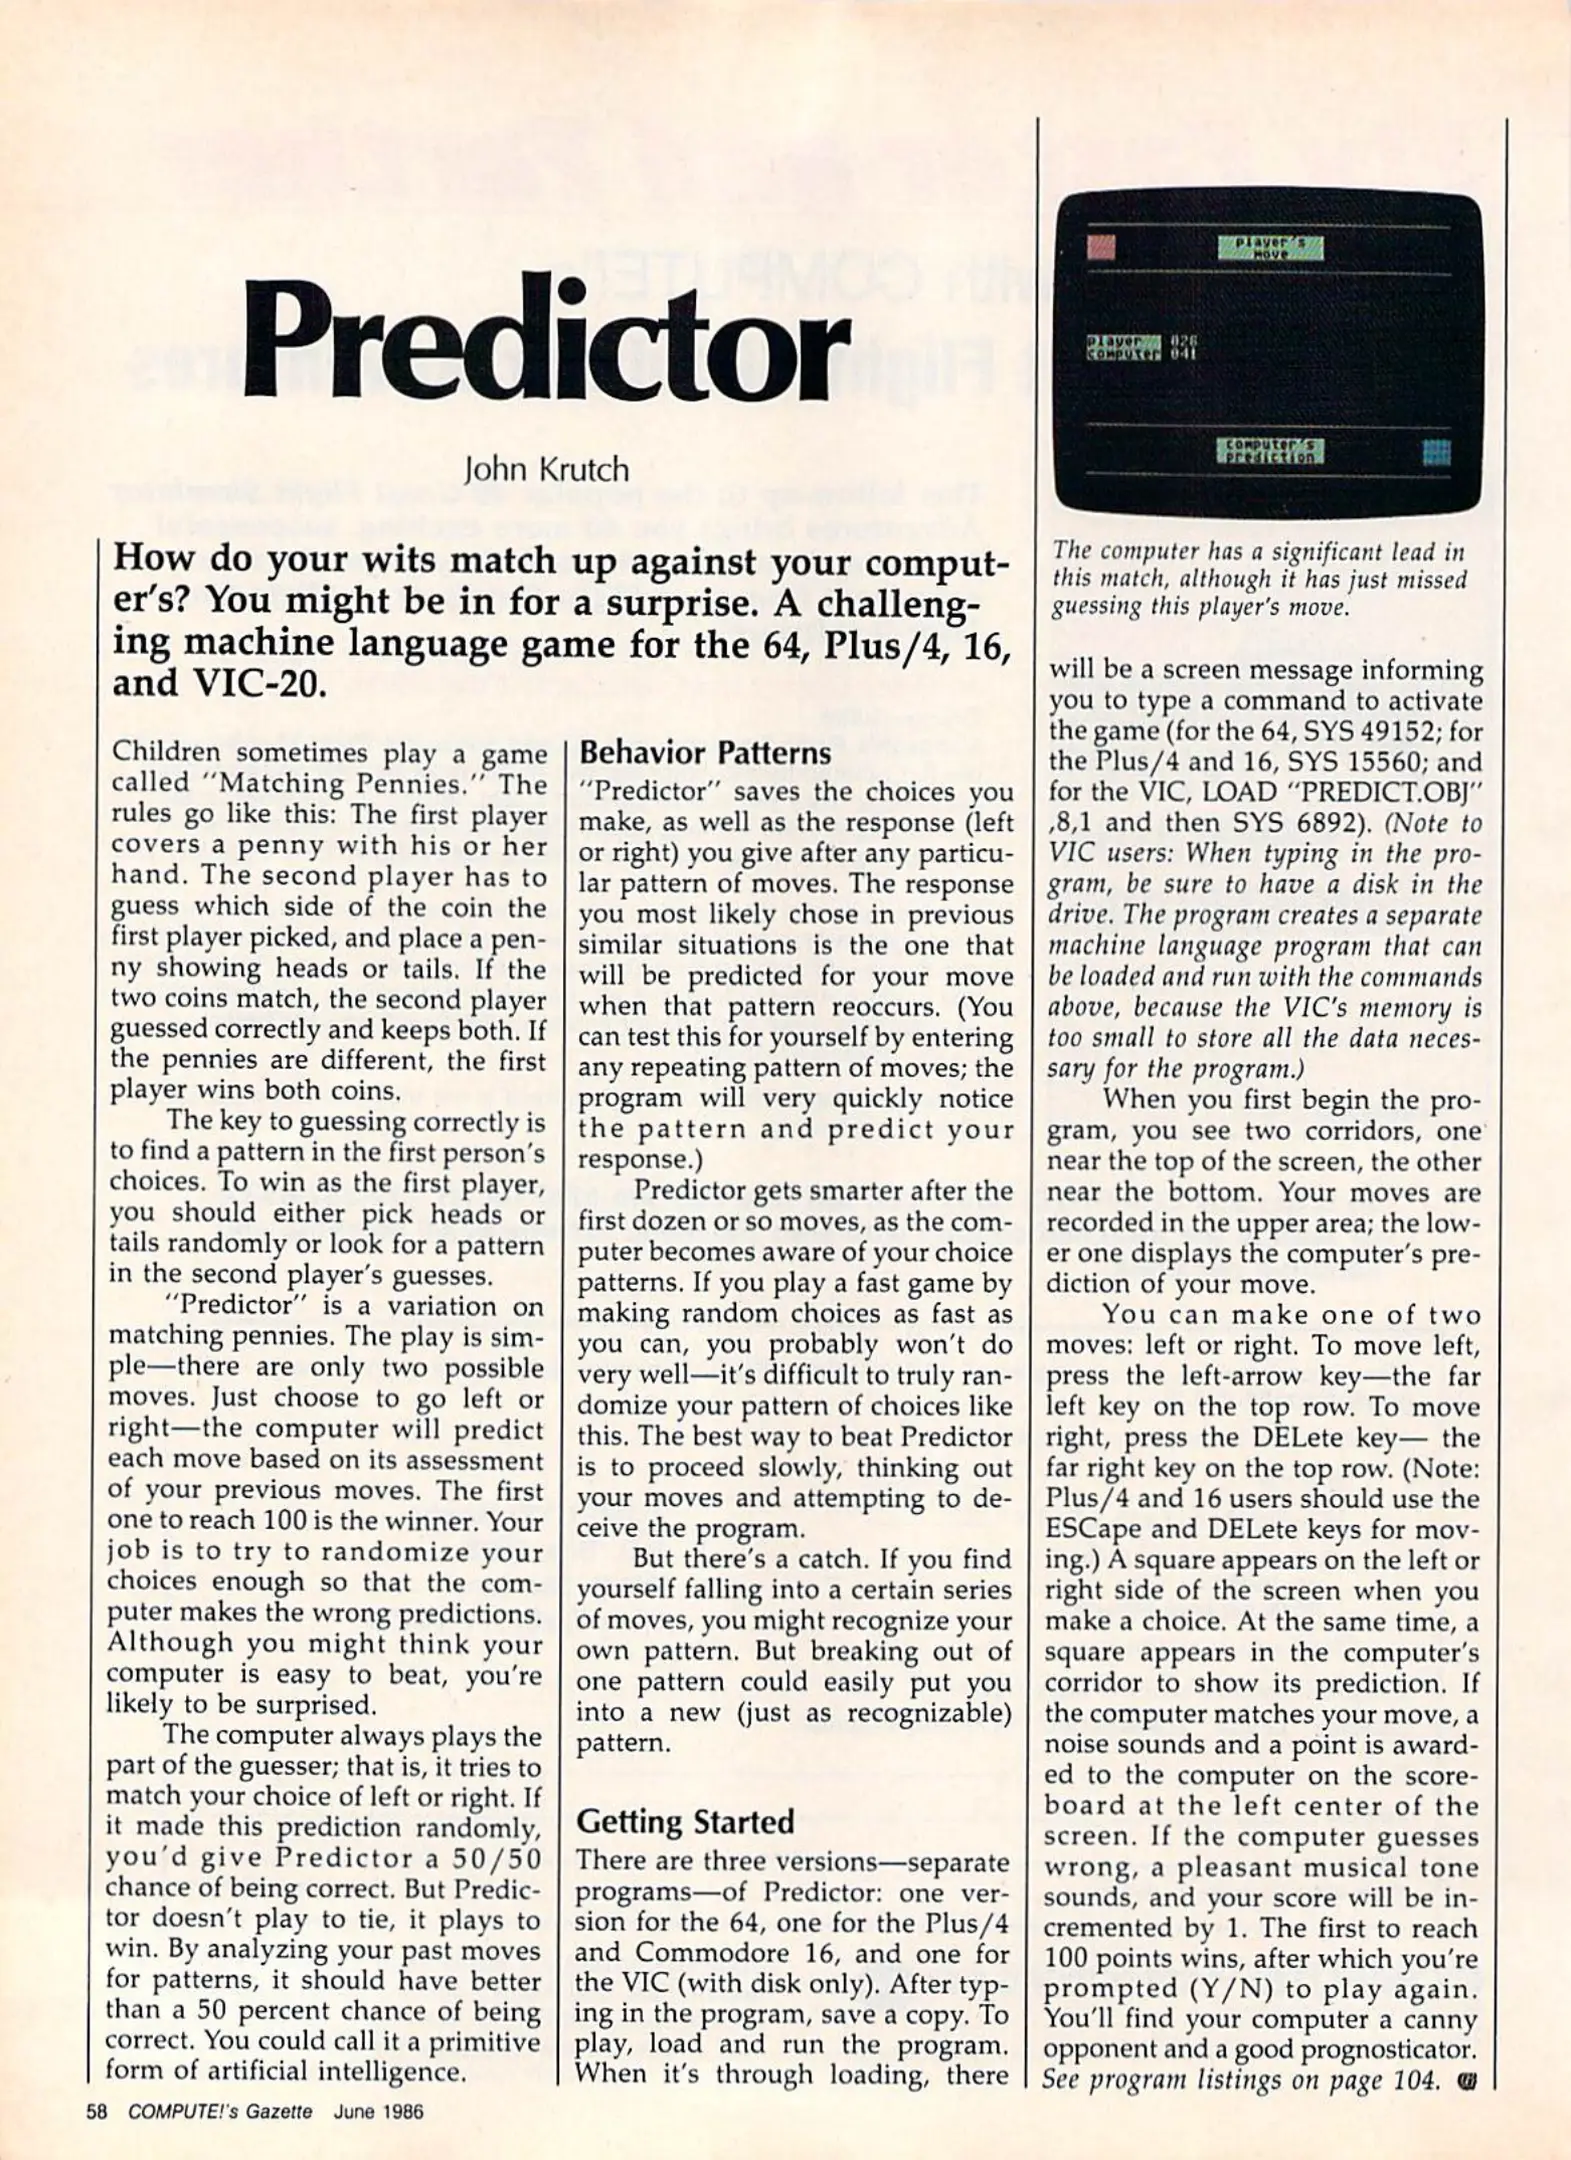 Predictor
John Krutch
How do your wits match up against your comput-
er's? You might be in for a surprise. A challeng-
ing machine language game for the 64, Plus/4, 16,
and VIC-20.
Children sometimes play a game
called "Matching Pennies." The
rules go like this: The first player
covers a penny with his or her
hand. The second player has to
guess which side of the coin the
first player picked, and place a pen-
ny showing heads or tails. If the
two coins match, the second player
guessed correctly and keeps both. If
the pennies are different, the first
player wins both coins.
The key to guessing correctly is
to find a pattern in the first person's
choices. To win as the first player,
you should either pick heads or
tails randomly or look for a pattern
in the second player's guesses.
"Predictor" is a variation on
matching pennies. The play is sim-
ple—there are only two possible
moves. Just choose to go left or
right—the computer will predict
each move based on its assessment
of your previous moves. The first
one to reach 100 is the winner. Your
job is to try to randomize your
choices enough so that the com-
puter makes the wrong predictions.
Although you might think your
computer is easy to beat, you're
likely to be surprised.
The computer always plays the
part of the guesser; that is, it tries to
match your choice of left or right. If
it made this prediction randomly,
you'd give Predictor a 50/50
chance of being correct. But Predic-
tor doesn't play to tie, it plays to
win. By analyzing your past moves
for patterns, it should have better
than a 50 percent chance of being
correct. You could call it a primitive
form of artificial intelligence.
Behavior Patterns
"Predictor" saves the choices you
make, as well as the response (left
or right) you give after any particu-
lar pattern of moves. The response
you most likely chose in previous
similar situations is the one that
will be predicted for your move
when that pattern reoccurs. (You
can test this for yourself by entering
any repeating pattern of moves; the
program will very quickly notice
the pattern and predict your
response.)
Predictor gets smarter after the
first dozen or so moves, as the com-
puter becomes aware of your choice
patterns. If you play a fast game by
making random choices as fast as
you can, you probably won't do
very well—it's difficult to truly ran-
domize your pattern of choices like
this. The best way to beat Predictor
is to proceed slowly, thinking out
your moves and attempting to de-
ceive the program.
But there's a catch. If you find
yourself falling into a certain series
of moves, you might recognize your
own pattern. But breaking out of
one pattern could easily put you
into a new (just as recognizable)
pattern.
Getting Started
There are three versions—separate
programs—of Predictor: one ver-
sion for the 64, one for the Plus/4
and Commodore 16, and one for
the VIC (with disk only). After typ-
ing in the program, save a copy. To
play, load and run the program.
When it's through loading, there
player's
move
player 026
computer 041
computer's
prediction
The computer has a significant lead in
this match, although it has just missed
guessing this player's move.
will be a screen message informing
you to type a command to activate
the game (for the 64, SYS 49152; for
the Plus/4 and 16, SYS 15560; and
for the VIC, LOAD "PREDICT.OBJ"
,8,1 and then SYS 6892). (Note to
VIC users: When typing in the pro-
gram, be sure to have a disk in the
drive. The program creates a separate
machine language program that can
be loaded and run with the commands
above, because the VIC's memory is
too small to store all the data neces-
sary for the program.)
When you first begin the pro-
gram, you see two corridors, one
near the top of the screen, the other
near the bottom. Your moves are
recorded in the upper area; the low-
er one displays the computer's pre-
diction of your move.
You can make one of two
moves: left or right. To move left,
press the left-arrow key—the far
left key on the top row. To move
right, press the DELete key— the
far right key on the top row. (Note:
Plus/4 and 16 users should use the
ESCape and DELete keys for mov-
ing.) A square appears on the left or
right side of the screen when you
make a choice. At the same time, a
square appears in the computer's
corridor to show its prediction. If
the computer matches your move, a
noise sounds and a point is award-
ed to the computer on the score-
board at the left center of the
screen. If the computer guesses
wrong, a pleasant musical tone
sounds, and your score will be in-
cremented by 1. The first to reach
100 points wins, after which you're
prompted (Y/N) to play again.
You'll find your computer a canny
opponent and a good prognosticator.
See program listings on page 104.
58 COMPUTE!'s Gazette June 1986